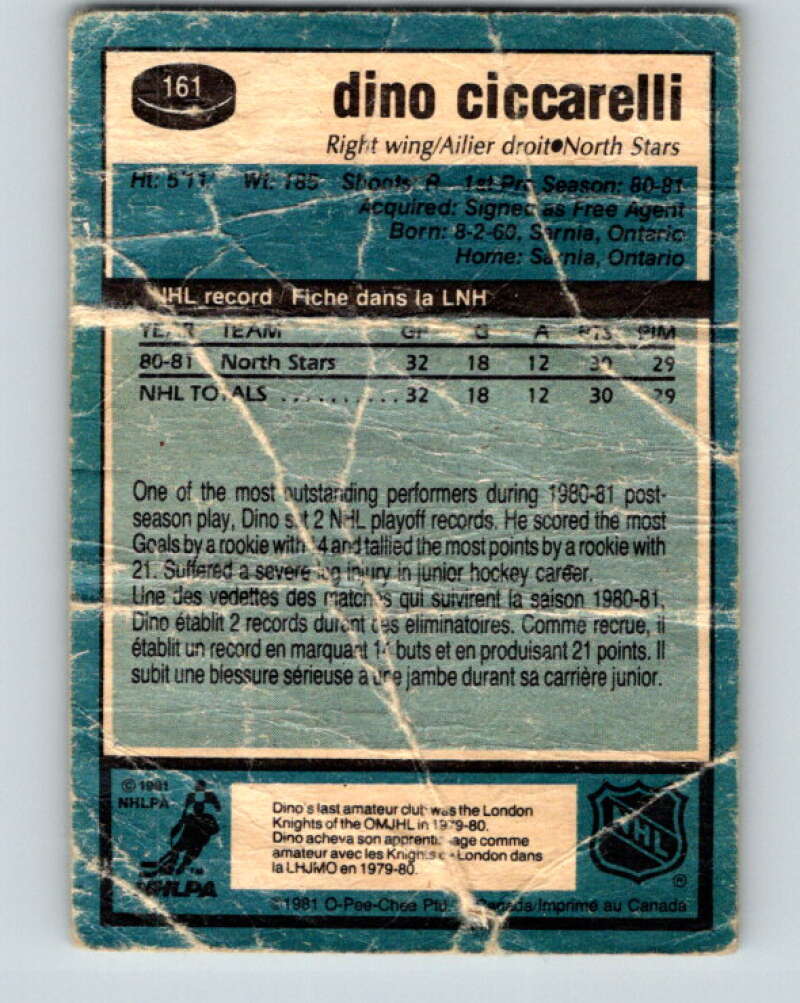 161
dino ciccarelli
Right wing/Ailier droit●North Stars
Ht: 5'11" Wt: 185 Shoots: R 1st Pro Season: 80-81
Acquired: Signed as Free Agent
Born: 8-2-60, Sarnia, Ontario
Home: Sarnia, Ontario
NHL record / Fiche dans la LNH
YEAR TEAM GP G A PTS PIM
80-81 North Stars 32 18 12 30 29
NHL TOTALS .......... 32 18 12 30 29
One of the most outstanding performers during 1980-81 post-
season play, Dino set 2 NHL playoff records. He scored the most
Goals by a rookie with 14 and tallied the most points by a rookie with
21. Suffered a severe leg injury in junior hockey career.
Une des vedettes des matches qui suivirent la saison 1980-81,
Dino établit 2 records durant les eliminatoires. Comme recrue, il
établit un record en marquant 14 buts et en produisant 21 points. Il
subit une blessure sérieuse a une jambe durant sa carrière junior.
© 1981
NHLPA
NHLPA
Dino's last amateur club was the London
Knights of the OMJHL in 1979-80.
Dino acheva son apprentissage comme
amateur avec les Knights de London dans
la LHJMO en 1979-80.
NHL
®
©1981 O-Pee-Chee Ptd. Canada/Imprimé au Canada